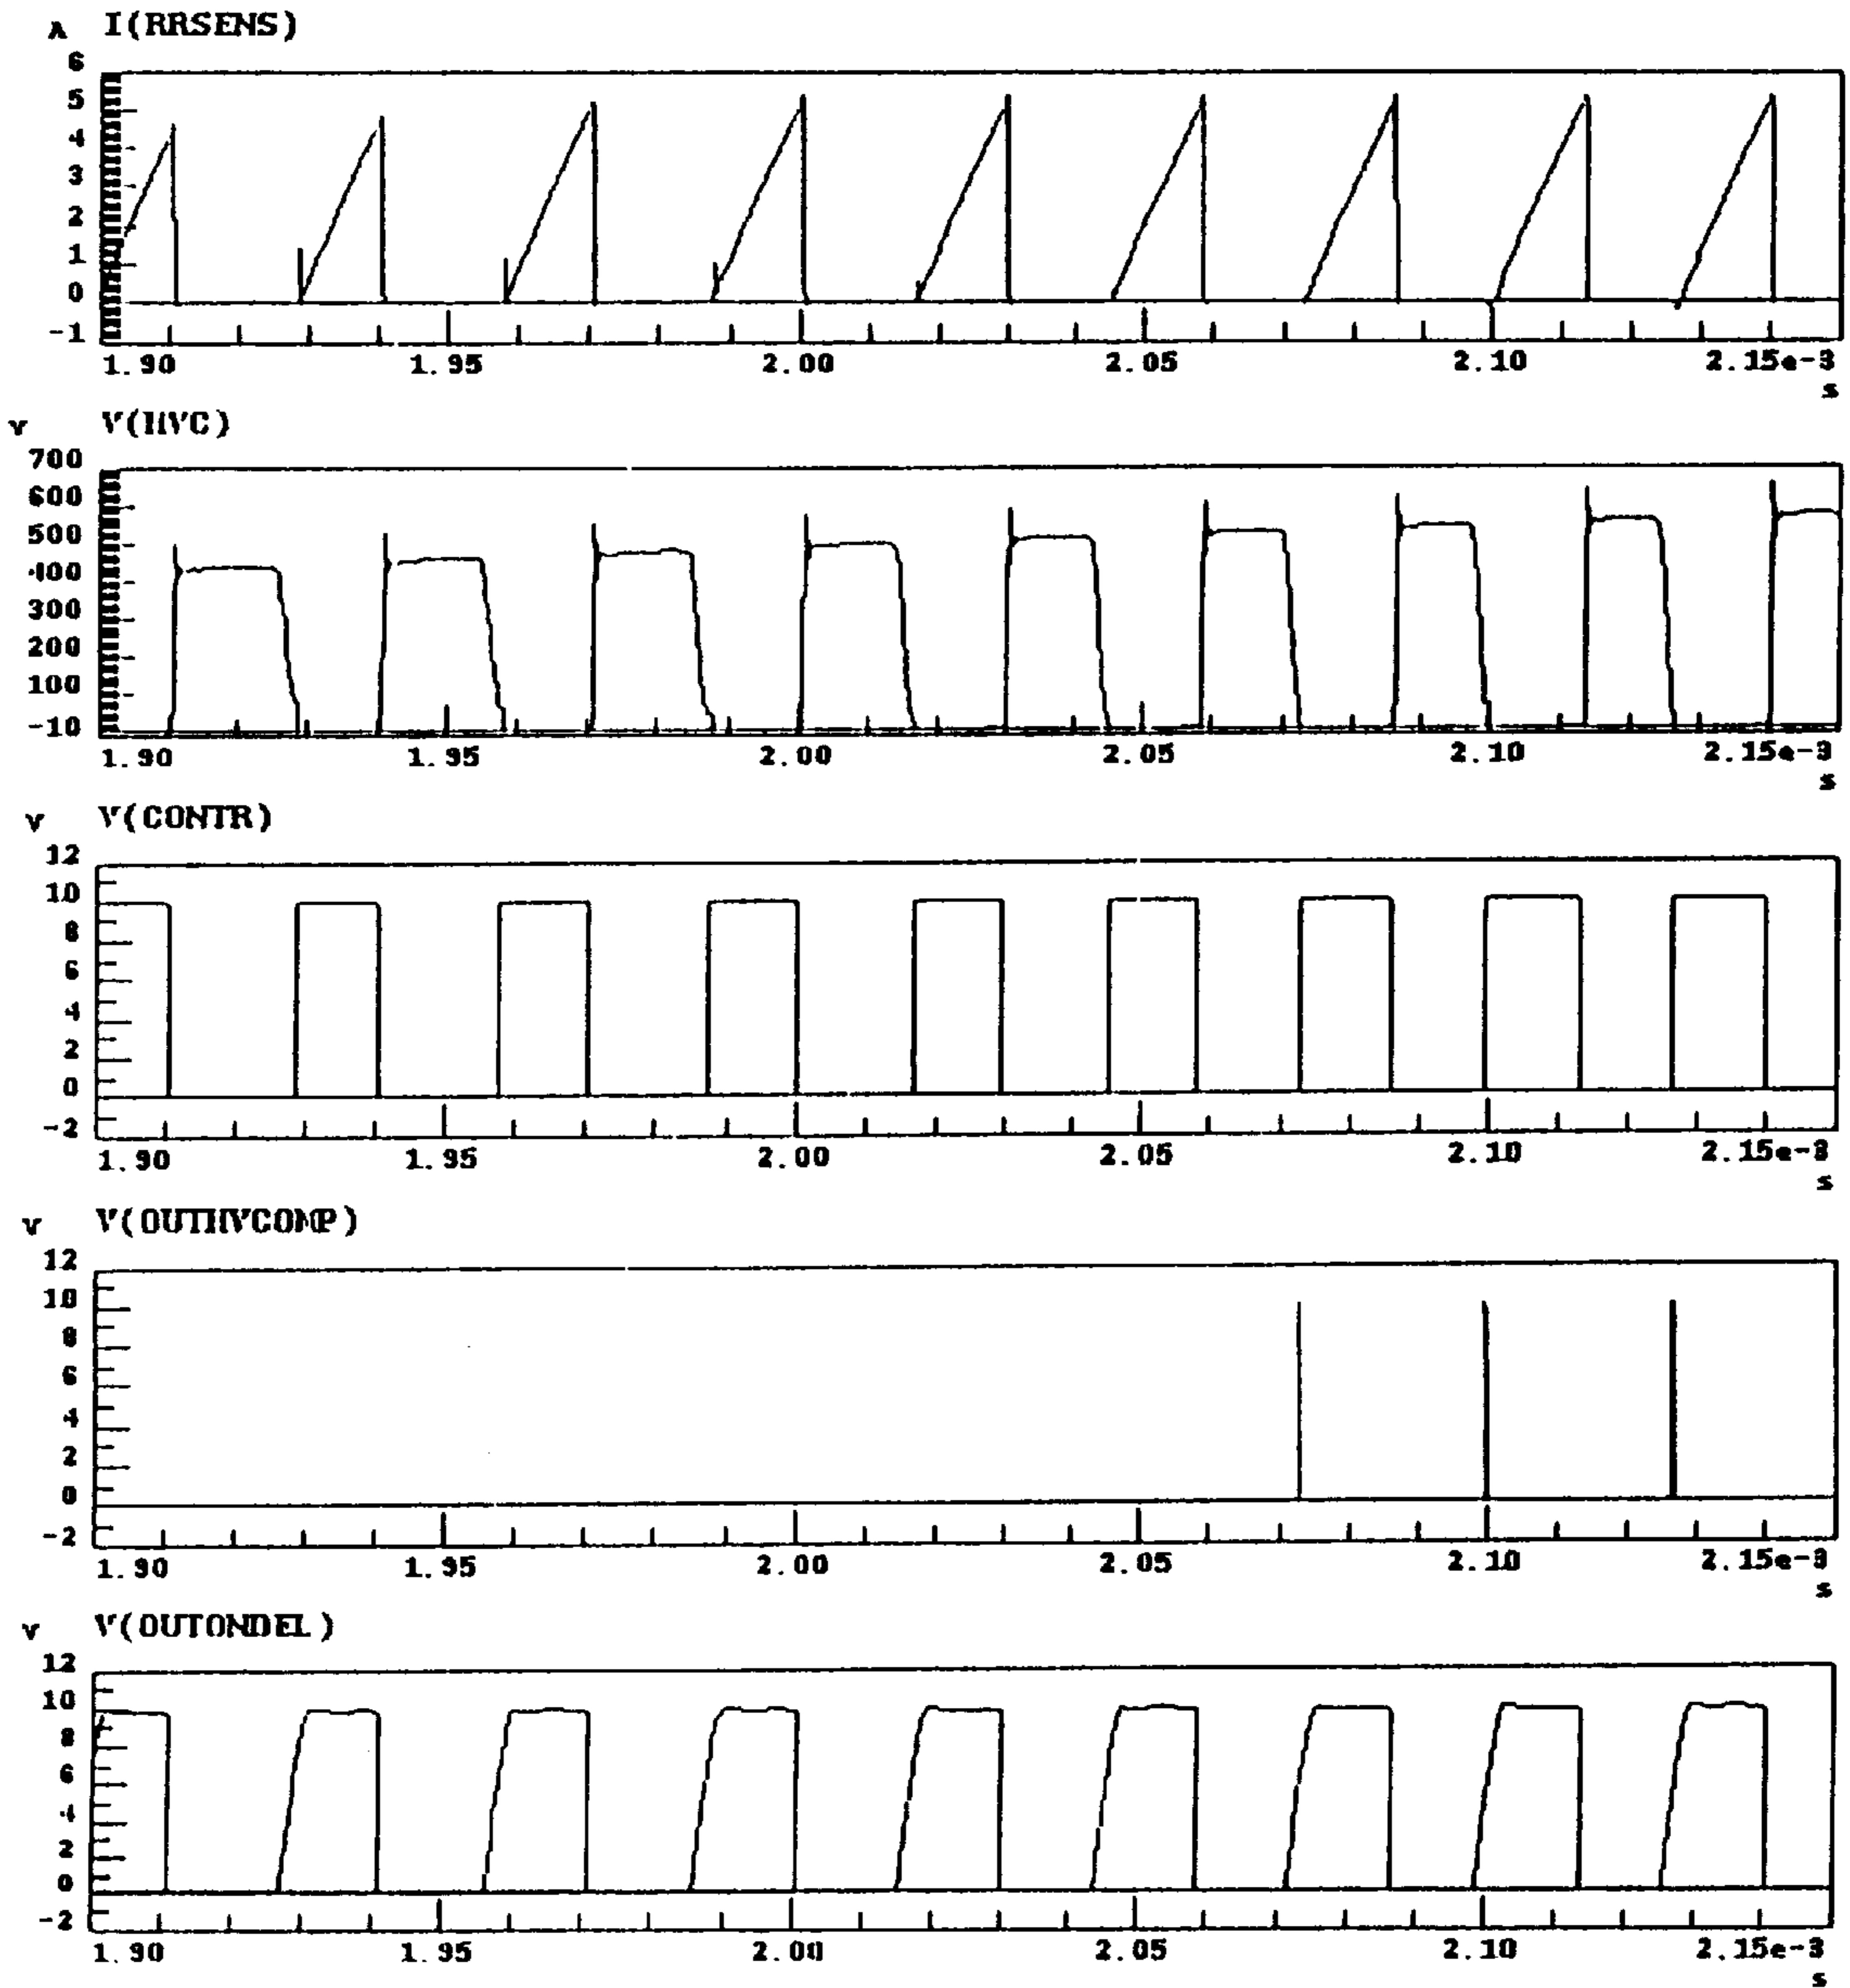 A I(RRSENS)
6
5
4
3
2
1
0
-1
1.90 1.95 2.00 2.05 2.10 2.15e-3
s
V V(HVC)
700
600
500
400
300
200
100
-10
1.90 1.95 2.00 2.05 2.10 2.15e-3
s
V V(CONTR)
12
10
8
6
4
2
0
-2
1.90 1.95 2.00 2.05 2.10 2.15e-3
s
V V(OUTHVCOMP)
12
10
8
6
4
2
0
-2
1.90 1.95 2.00 2.05 2.10 2.15e-3
s
V V(OUTONDEL)
12
10
8
6
4
2
0
-2
1.90 1.95 2.00 2.05 2.10 2.15e-3
s